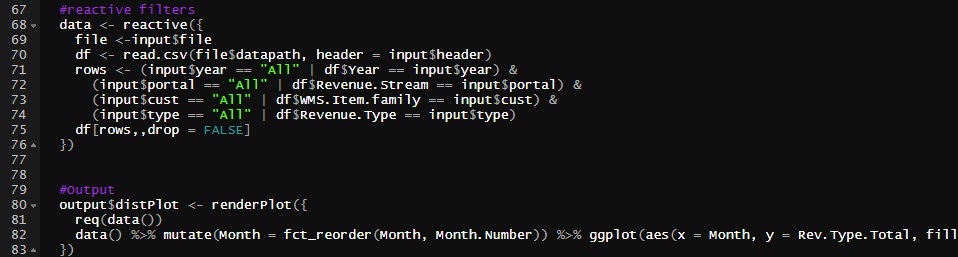 67 #reactive filters
68 data <- reactive({
69 file <-input$file
70 df <- read.csv(file$datapath, header = input$header)
71 rows <- (input$year == "All" | df$Year == input$year) &
72 (input$portal == "All" | df$Revenue.Stream == input$portal) &
73 (input$cust == "All" | df$WMS.Item.family == input$cust) &
74 (input$type == "All" | df$Revenue.Type == input$type)
75 df[rows,,drop = FALSE]
76 })
77
78
79 #Output
80 output$distPlot <- renderPlot({
81 req(data())
82 data() %>% mutate(Month = fct_reorder(Month, Month.Number)) %>% ggplot(aes(x = Month, y = Rev.Type.Total, fill
83 })